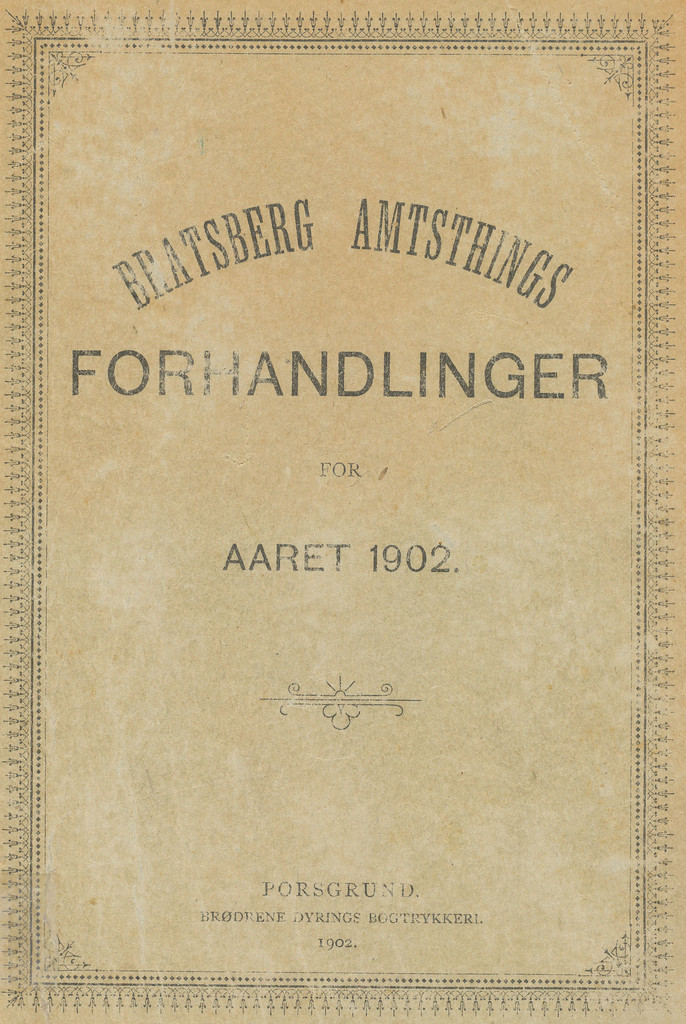 BRATSBERG AMTSTHINGS
FORHANDLINGER
FOR
AARET 1902.
PORSGRUND.
BRØDRENE DYRINGS BOGTRYKKERI.
1902.